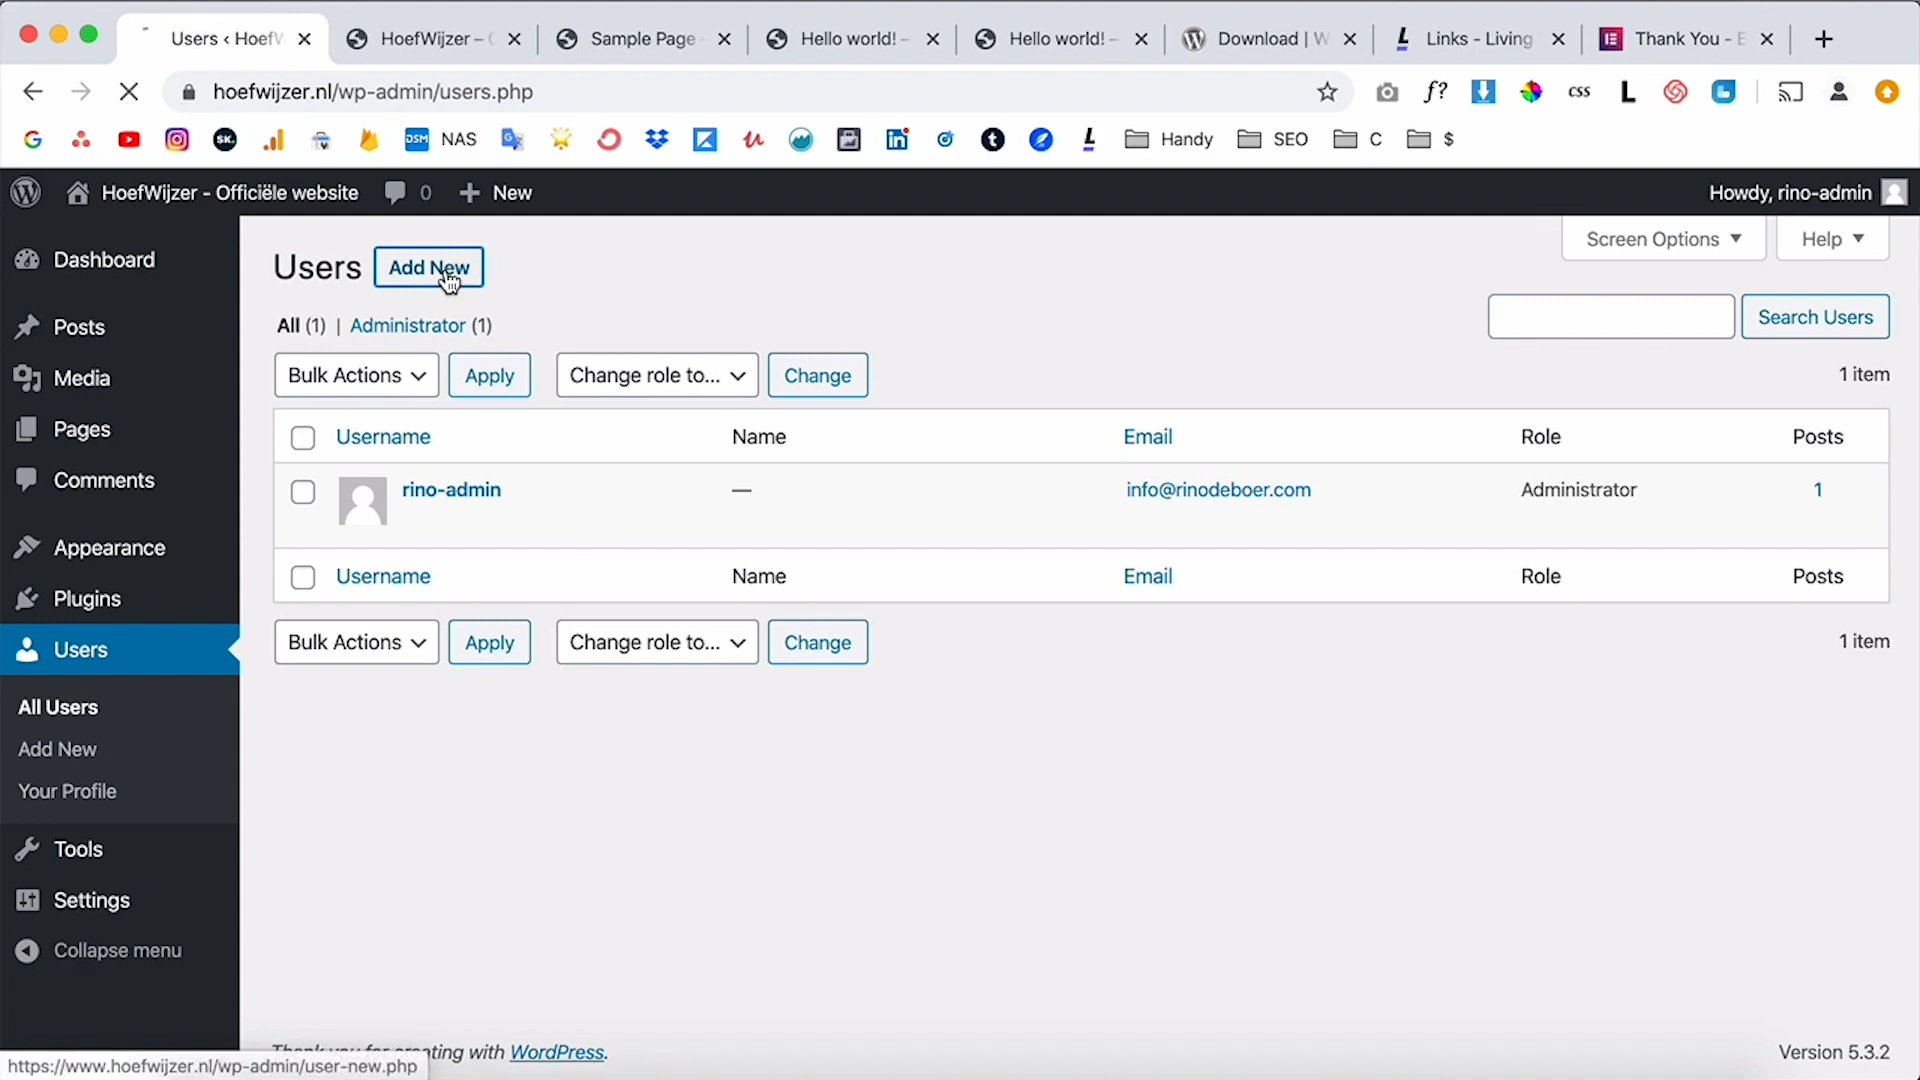 Users ‹ HoefW
HoefWijzer –
Sample Page
Hello world! –
Hello world! –
Download | W
Links - Living
Thank You - E
hoefwijzer.nl/wp-admin/users.php
f?
CSS
L
SK.
DSM NAS
Handy
SEO
C
$
HoefWijzer - Officiële website
0
New
Howdy, rino-admin
Dashboard
Posts
Media
Pages
Comments
Appearance
Plugins
Users
All Users
Add New
Your Profile
Tools
Settings
Collapse menu
Screen Options
Help
Users
Add New
All (1) | Administrator (1)
Search Users
Bulk Actions
Apply
Change role to...
Change
1 item
Username Name Email Role Posts
rino-admin — info@rinodeboer.com Administrator 1
Username Name Email Role Posts
Bulk Actions
Apply
Change role to...
Change
1 item
Thank you for creating with WordPress.
Version 5.3.2
https://www.hoefwijzer.nl/wp-admin/user-new.php